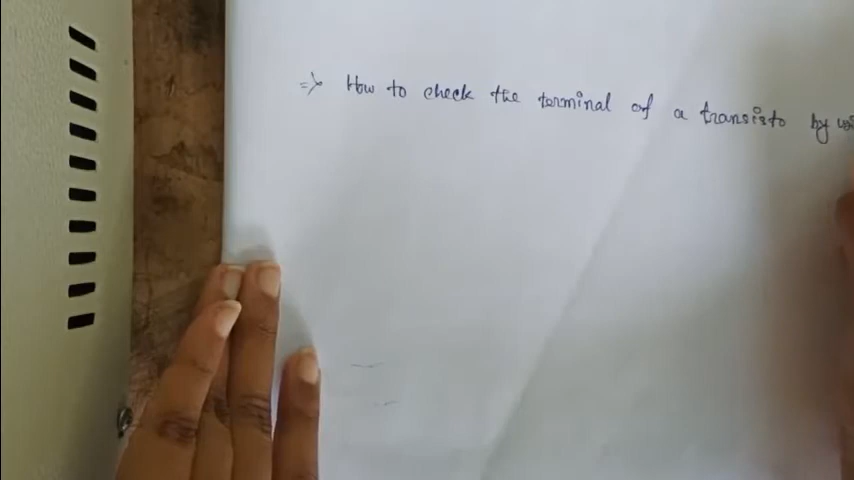 => How to check the terminal of a transisto by